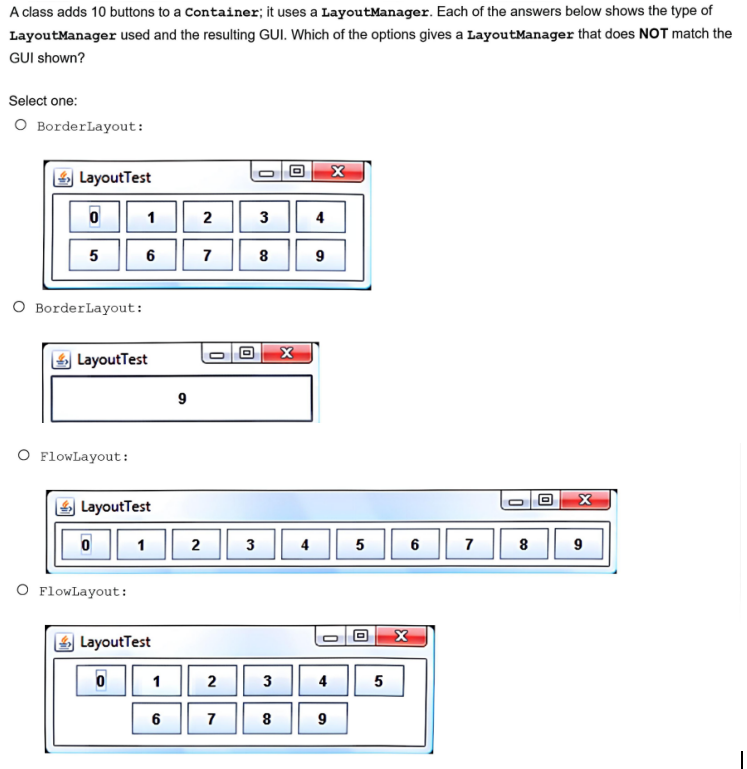 A class adds 10 buttons to a Container; it uses a LayoutManager. Each of the answers below shows the type of
LayoutManager used and the resulting GUI. Which of the options gives a LayoutManager that does NOT match the
GUI shown?
Select one:
BorderLayout:
LayoutTest
0 1 2 3 4
5 6 7 8 9
BorderLayout:
LayoutTest
9
FlowLayout:
LayoutTest
0 1 2 3 4 5 6 7 8 9
FlowLayout:
LayoutTest
0 1 2 3 4 5
6 7 8 9